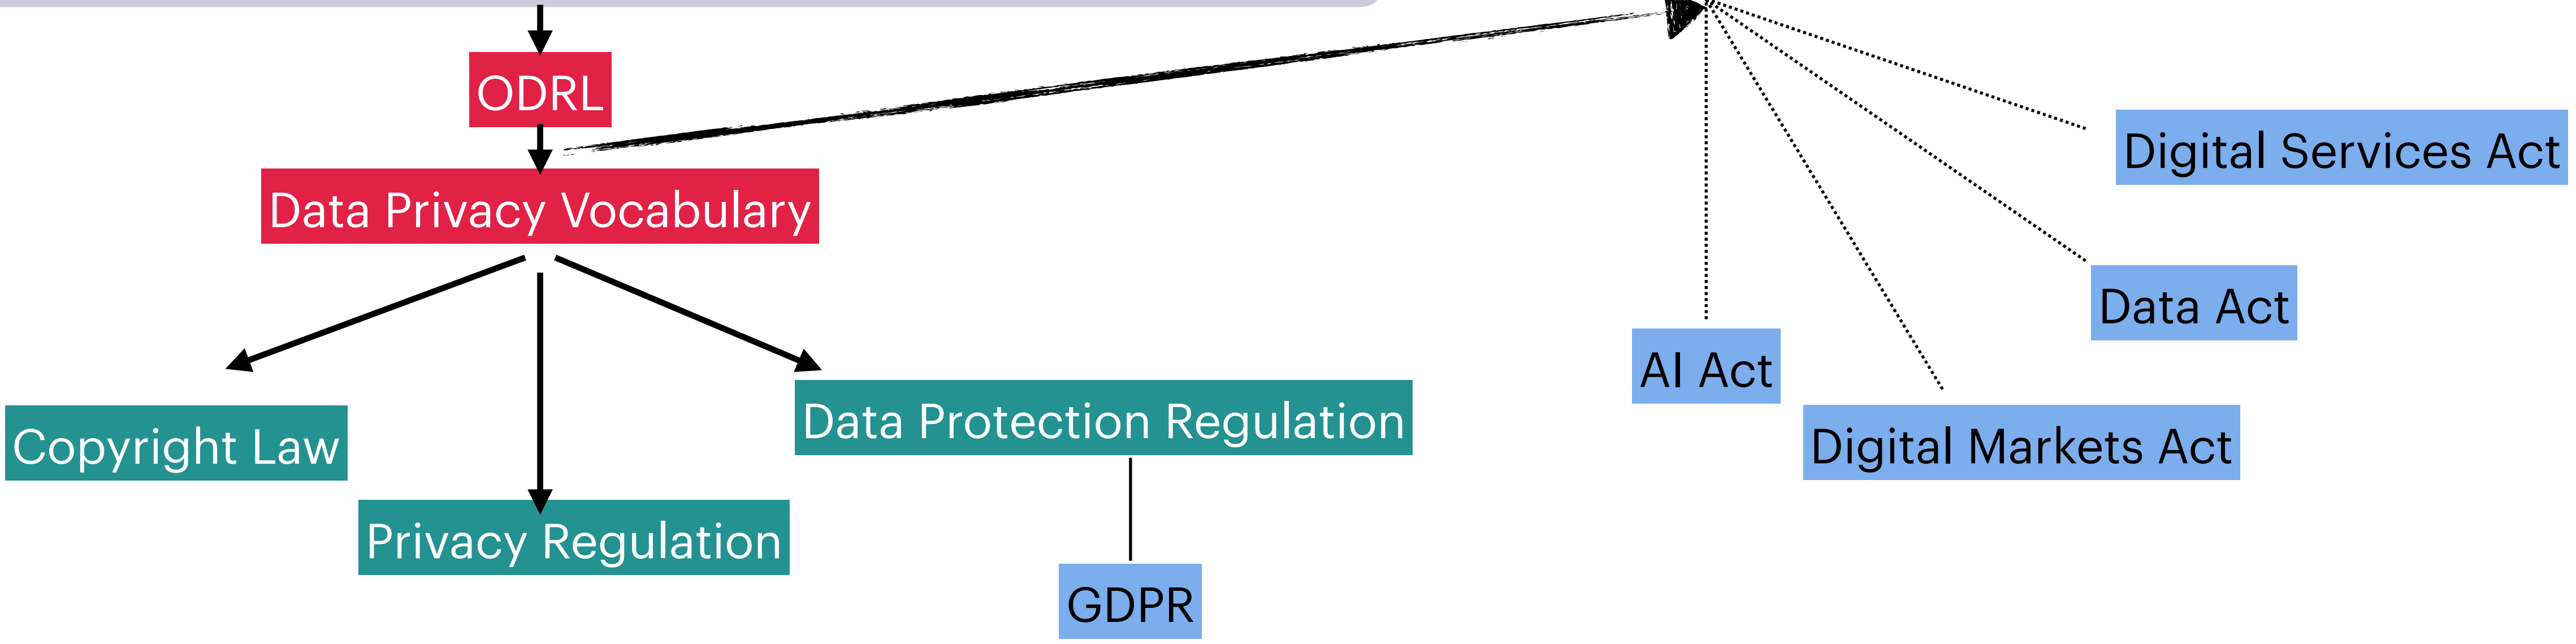 ODRL
Data Privacy Vocabulary
Digital Services Act
Data Act
AI Act
Data Protection Regulation
Copyright Law
Digital Markets Act
Privacy Regulation
GDPR